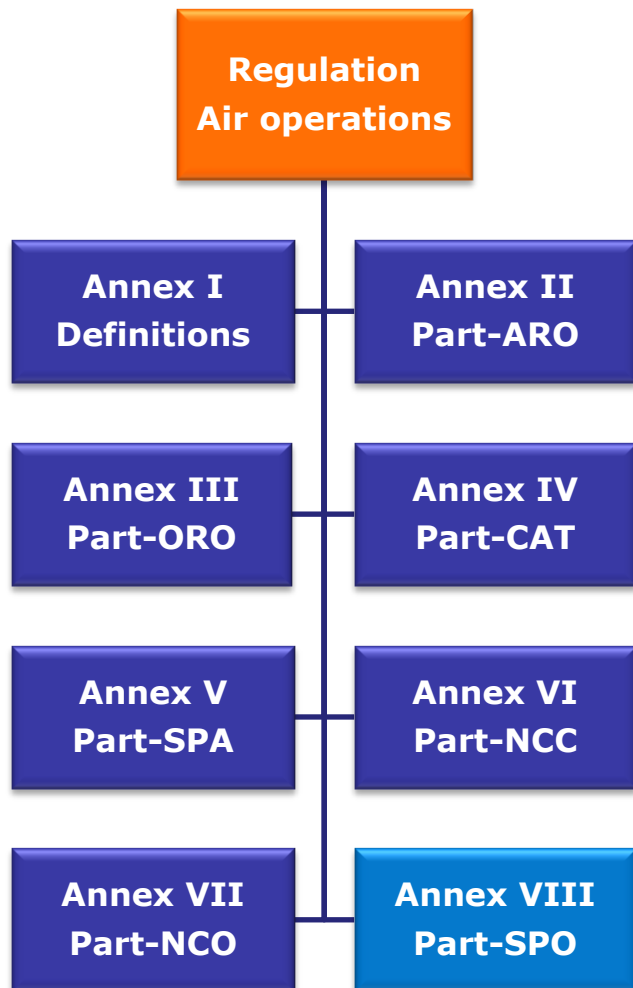 Regulation
Air operations
Annex I
Definitions
Annex II
Part-ARO
Annex III
Part-ORO
Annex IV
Part-CAT
Annex V
Part-SPA
Annex VI
Part-NCC
Annex VII
Part-NCO
Annex VIII
Part-SPO